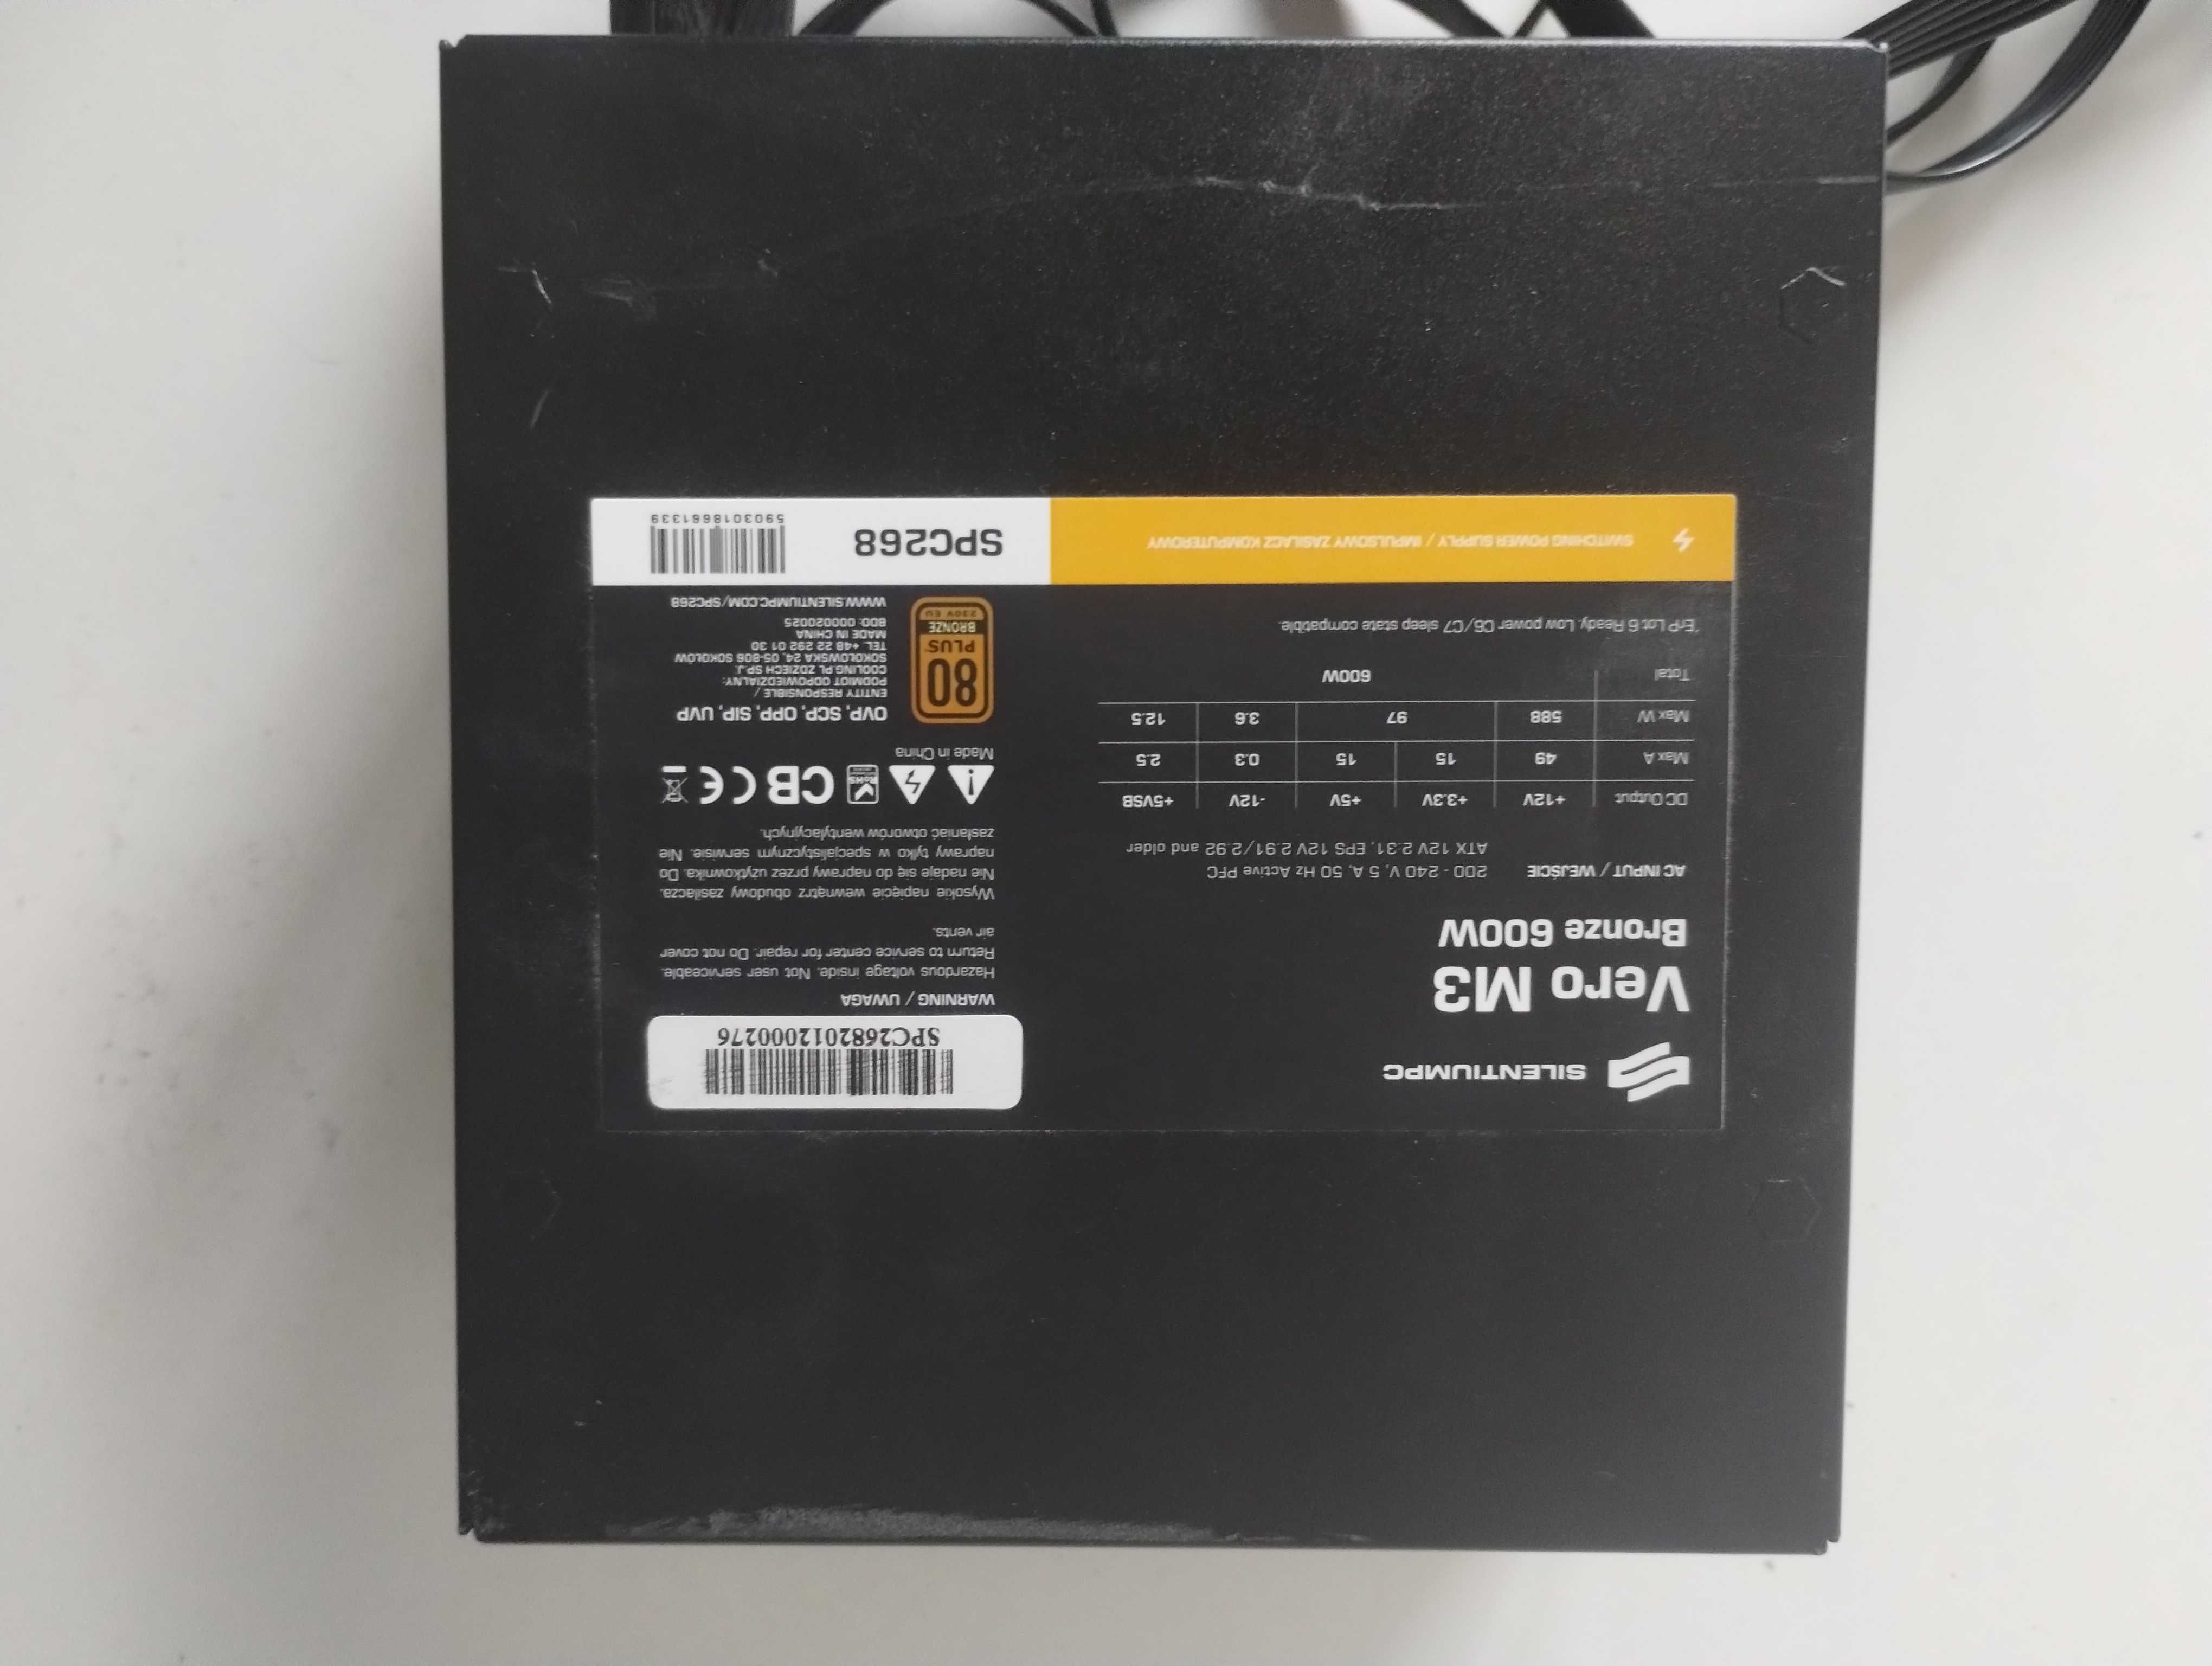 SILENTIUMPC
Vero M3
Bronze 600W
AC INPUT / WEJŚCIE 200 - 240 V, 5 A, 50 Hz Active PFC
ATX 12V 2.31, EPS 12V 2.91/2.92 and older
DC Output +12V +3.3V +5V -12V +5VSB
Max A 49 15 15 0.3 2.5
Max W 588 97 3.6 12.5
Total 600W
*ErP Lot 6 Ready. Low power C6/C7 sleep state compatible.
SWITCHING POWER SUPPLY / IMPULSOWY ZASILACZ KOMPUTEROWY
SPC2682012000276
WARNING / UWAGA
Hazardous voltage inside. Not user serviceable.
Return to service center for repair. Do not cover
air vents.
Wysokie napięcie wewnątrz obudowy zasilacza.
Nie nadaje się do naprawy przez użytkownika. Do
naprawy tylko w specjalistycznym serwisie. Nie
zasłaniać otworów wentylacyjnych.
RoHS
CB CE
Made in China
80
PLUS
BRONZE
230V EU
OVP, SCP, OPP, SIP, UVP
ENTITY RESPONSIBLE /
PODMIOT ODPOWIEDZIALNY:
COOLING.PL ZDZIECH SP.J.
SOKOŁOWSKA 24, 05-806 SOKOŁÓW
TEL. +48 22 292 01 30
MADE IN CHINA
BDO: 000020025
WWW.SILENTIUMPC.COM/SPC268
SPC268
5903018661339